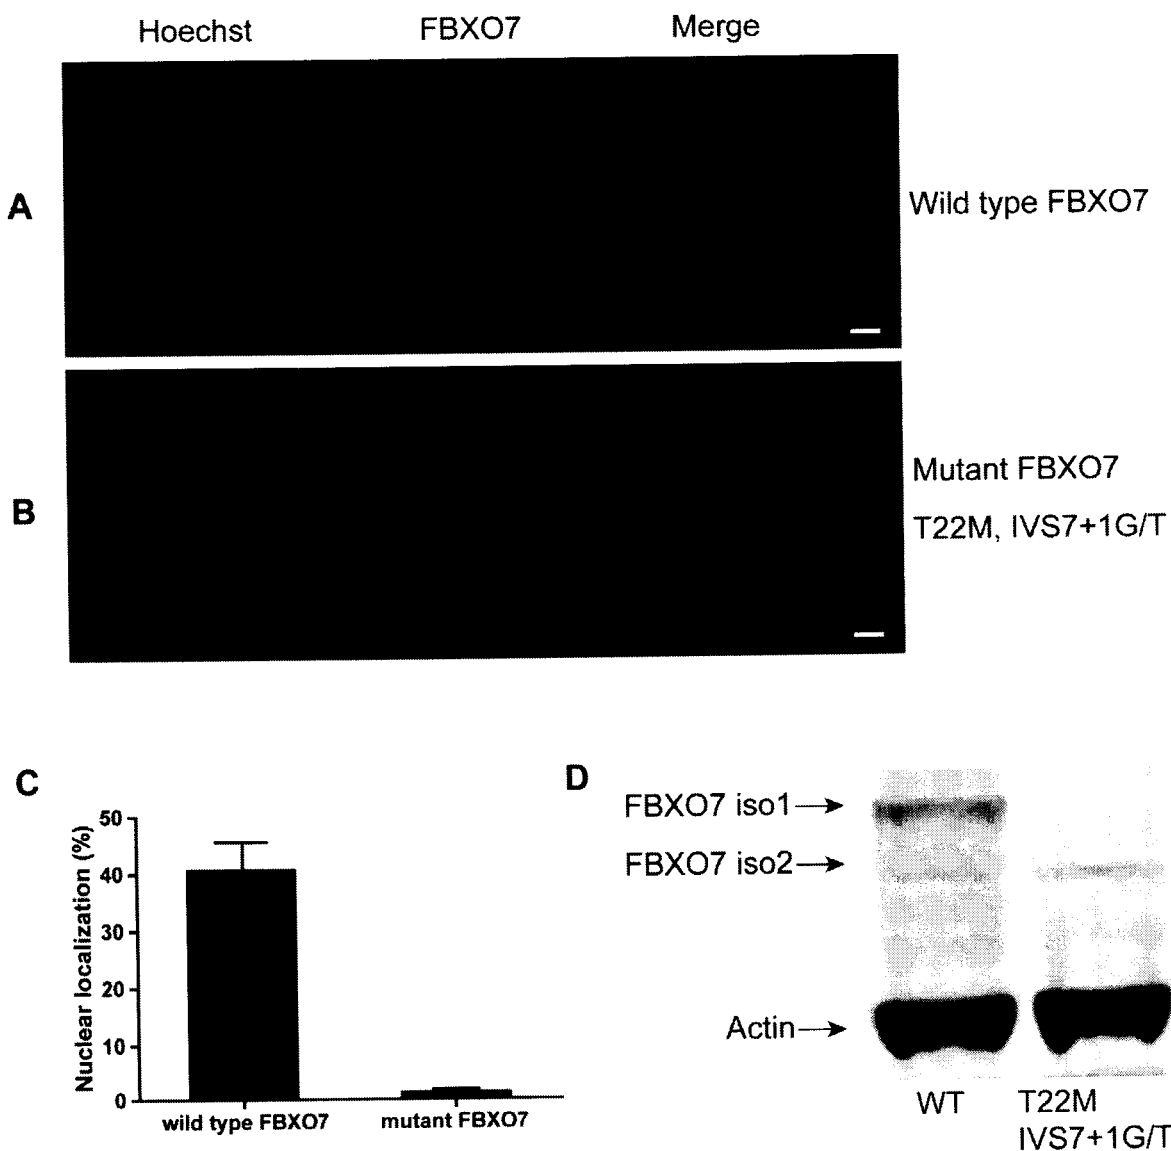 Hoechst FBXO7 Merge
A
Wild type FBXO7
B
Mutant FBXO7
T22M, IVS7+1G/T
C
Nuclear localization (%)
50
40
30
20
10
0
wild type FBXO7 mutant FBXO7
D
FBXO7 iso1
FBXO7 iso2
Actin
WT T22M
IVS7+1G/T